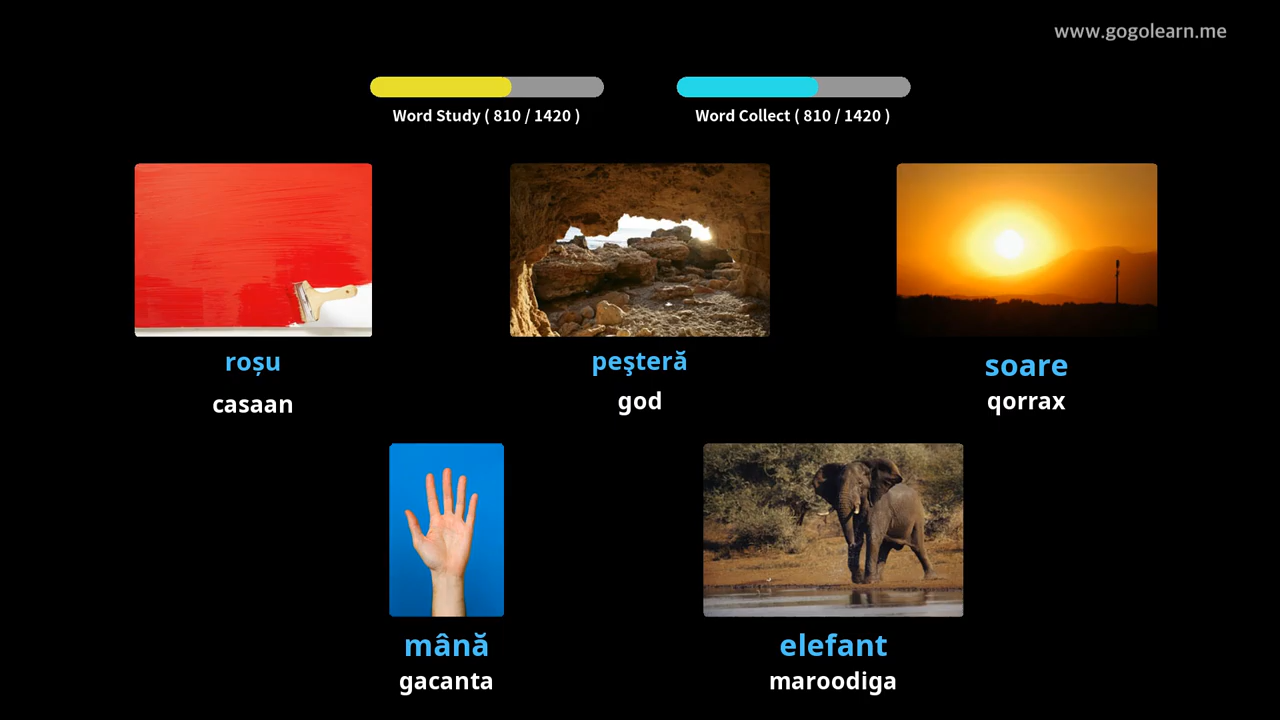 www.gogolearn.me
Word Study ( 810 / 1420 )
Word Collect ( 810 / 1420 )
roșu
casaan
peşteră
god
soare
qorrax
mână
gacanta
elefant
maroodiga